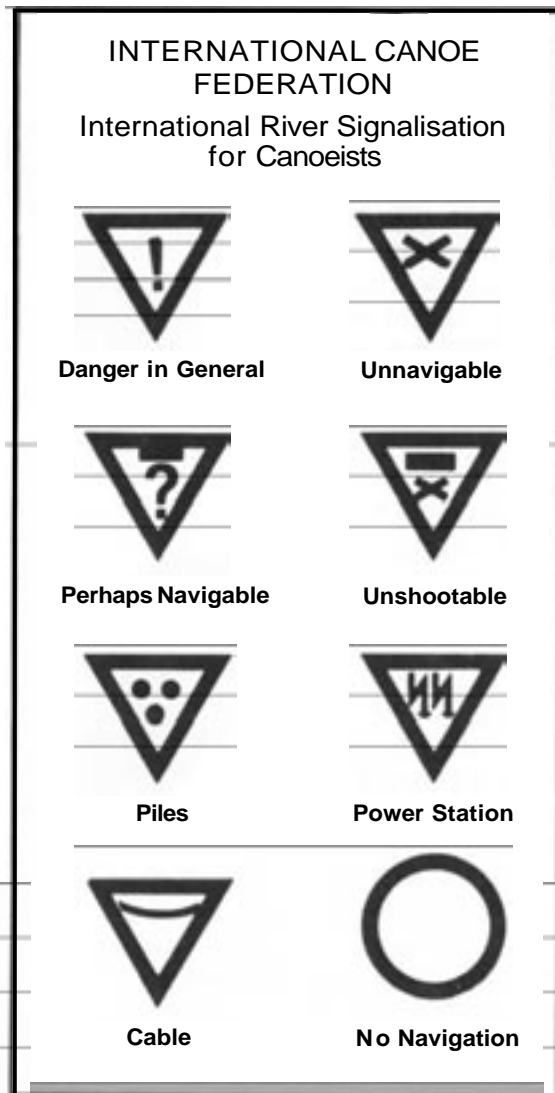 INTERNATIONAL CANOE
FEDERATION
International River Signalisation
for Canoeists
!
Danger in General
Unnavigable
?
Perhaps Navigable
Unshootable
Piles
Power Station
Cable
No Navigation